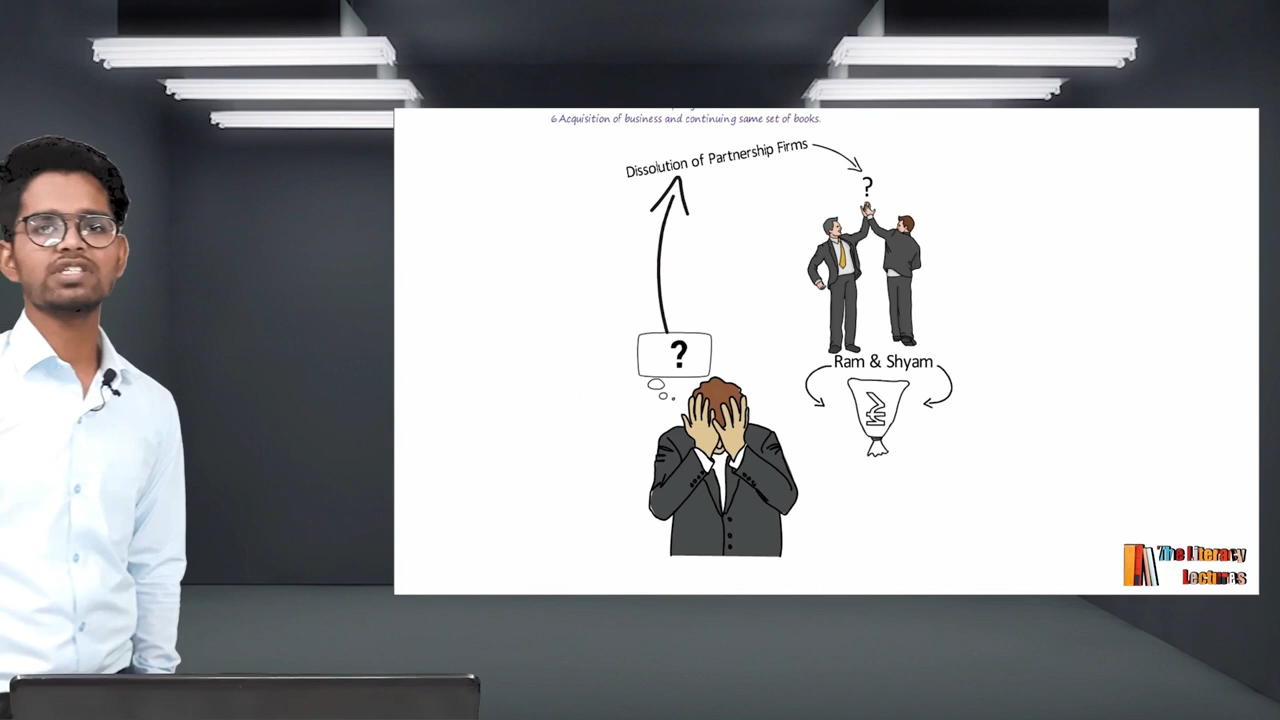 6 Acquisition of business and continuing same set of books.
Dissolution of Partnership Firms
?
?
Ram & Shyam
₹
The Literacy
Lectures